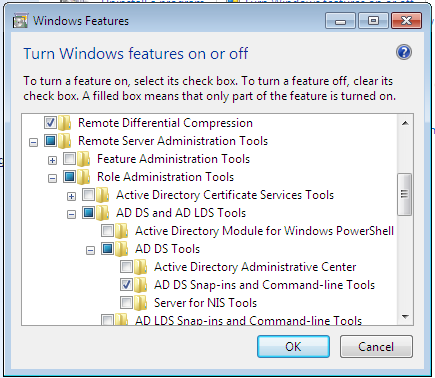 Windows Features
Turn Windows features on or off
To turn a feature on, select its check box. To turn a feature off, clear its
check box. A filled box means that only part of the feature is turned on.
Remote Differential Compression
Remote Server Administration Tools
Feature Administration Tools
Role Administration Tools
Active Directory Certificate Services Tools
AD DS and AD LDS Tools
Active Directory Module for Windows PowerShell
AD DS Tools
Active Directory Administrative Center
AD DS Snap-ins and Command-line Tools
Server for NIS Tools
AD LDS Snap-ins and Command-line Tools
OK
Cancel